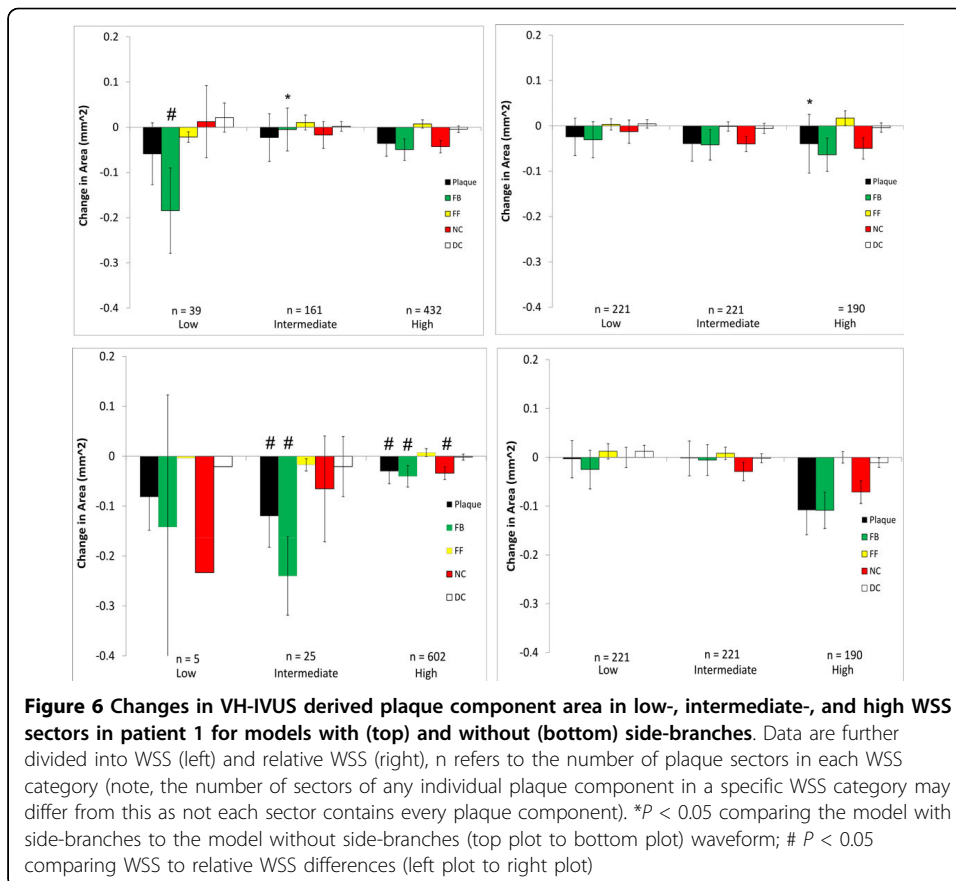 0.2
0.1
0
-0.1
-0.2
-0.3
-0.4
Change in Area (mm^2)
#
*
Plaque
FB
FF
NC
DC
n = 39
Low
n = 161
Intermediate
n = 432
High
0.2
0.1
0
-0.1
-0.2
-0.3
-0.4
Change in Area (mm^2)
*
Plaque
FB
FF
NC
DC
n = 221
Low
n = 221
Intermediate
= 190
High
0.2
0.1
0
-0.1
-0.2
-0.3
-0.4
Change in Area (mm^2)
# #
# # #
Plaque
FB
FF
NC
DC
n = 5
Low
n = 25
Intermediate
n = 602
High
0.2
0.1
0
-0.1
-0.2
-0.3
-0.4
Change in Area (mm^2)
Plaque
FB
FF
NC
DC
n = 221
Low
n = 221
Intermediate
n = 190
High
Figure 6 Changes in VH-IVUS derived plaque component area in low-, intermediate-, and high WSS
sectors in patient 1 for models with (top) and without (bottom) side-branches. Data are further
divided into WSS (left) and relative WSS (right), n refers to the number of plaque sectors in each WSS
category (note, the number of sectors of any individual plaque component in a specific WSS category may
differ from this as not each sector contains every plaque component). *P < 0.05 comparing the model with
side-branches to the model without side-branches (top plot to bottom plot) waveform; # P < 0.05
comparing WSS to relative WSS differences (left plot to right plot)